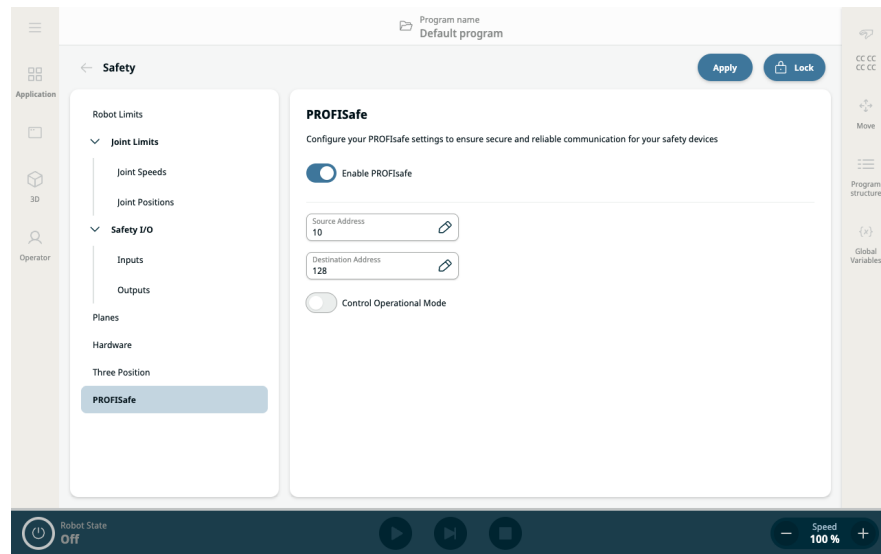 Program name
Default program
Safety
Apply
Lock
CC CC
CC CC
Application
Move
3D
Program
structure
Operator
Global
Variables
Robot Limits
Joint Limits
Joint Speeds
Joint Positions
Safety I/O
Inputs
Outputs
Planes
Hardware
Three Position
PROFISafe
PROFISafe
Configure your PROFIsafe settings to ensure secure and reliable communication for your safety devices
Enable PROFIsafe
Source Address
10
Destination Address
128
Control Operational Mode
Robot State
Off
Speed
100 %